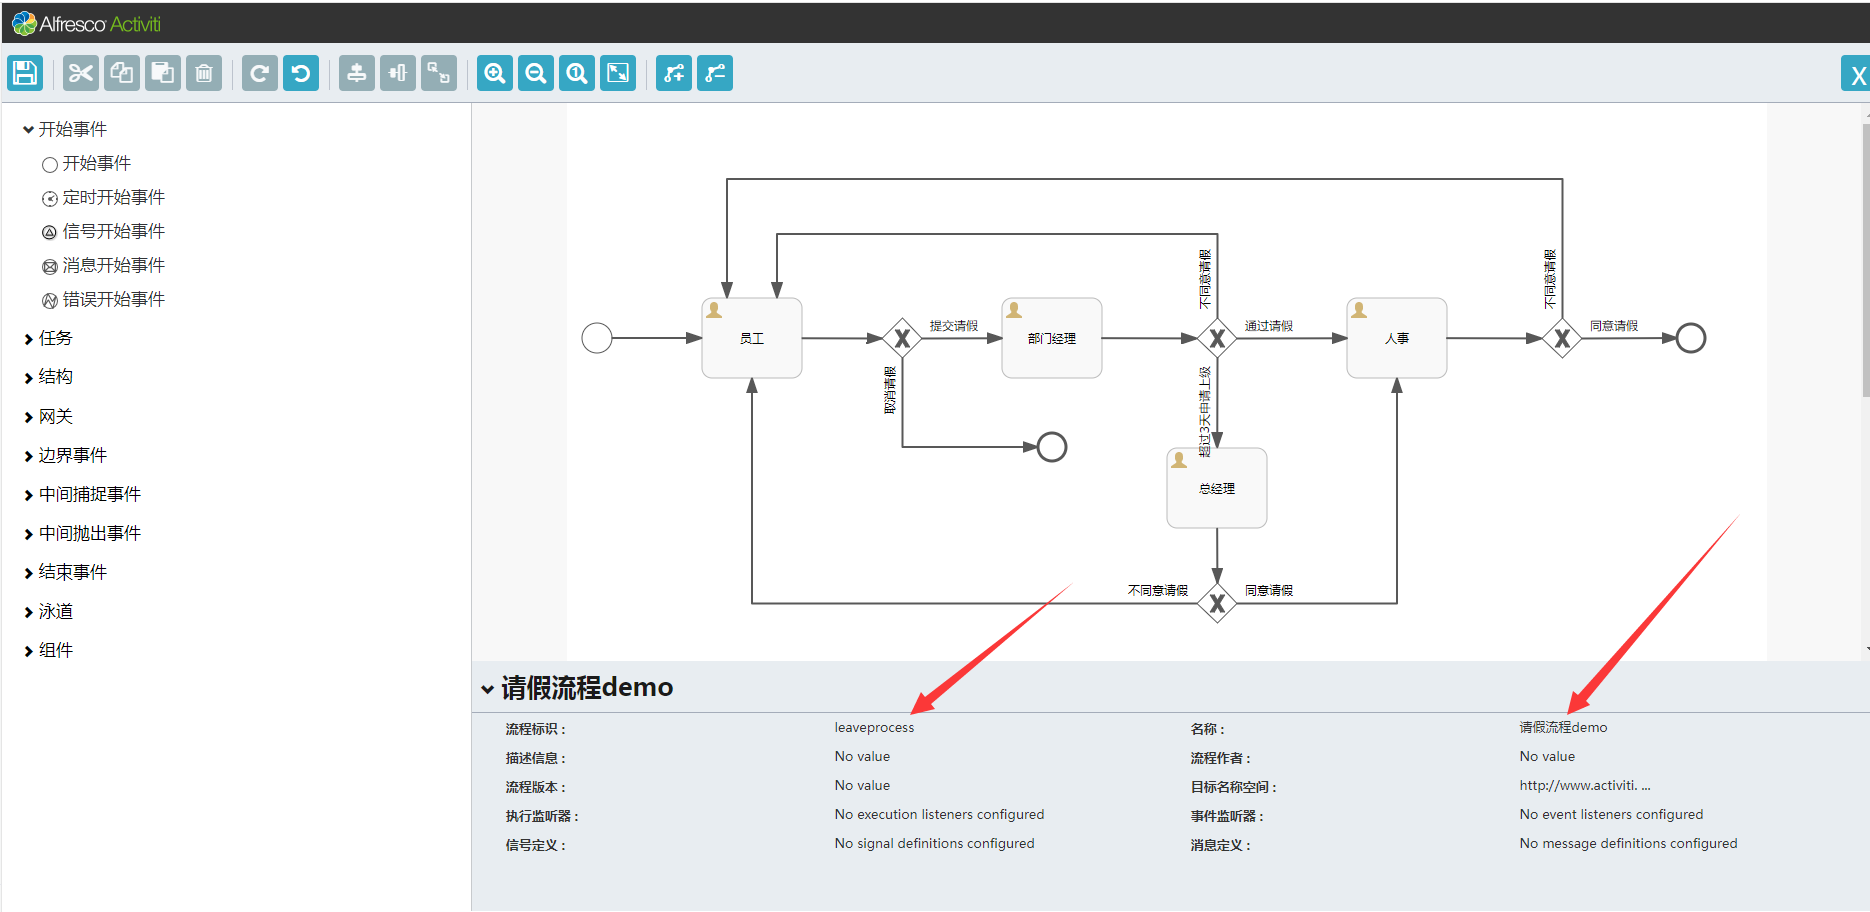 Alfresco Activiti
X
开始事件
开始事件
定时开始事件
信号开始事件
消息开始事件
错误开始事件
任务
结构
网关
边界事件
中间捕捉事件
中间抛出事件
结束事件
泳道
组件
不同意请假
不同意请假
员工
提交请假
部门经理
通过请假
人事
同意请假
取消请假
超过3天申请上级
总经理
不同意请假
同意请假
请假流程demo
流程标识： leaveprocess 名称： 请假流程demo
描述信息： No value 流程作者： No value
流程版本： No value 目标名称空间： http://www.activiti. ...
执行监听器： No execution listeners configured 事件监听器： No event listeners configured
信号定义： No signal definitions configured 消息定义： No message definitions configured